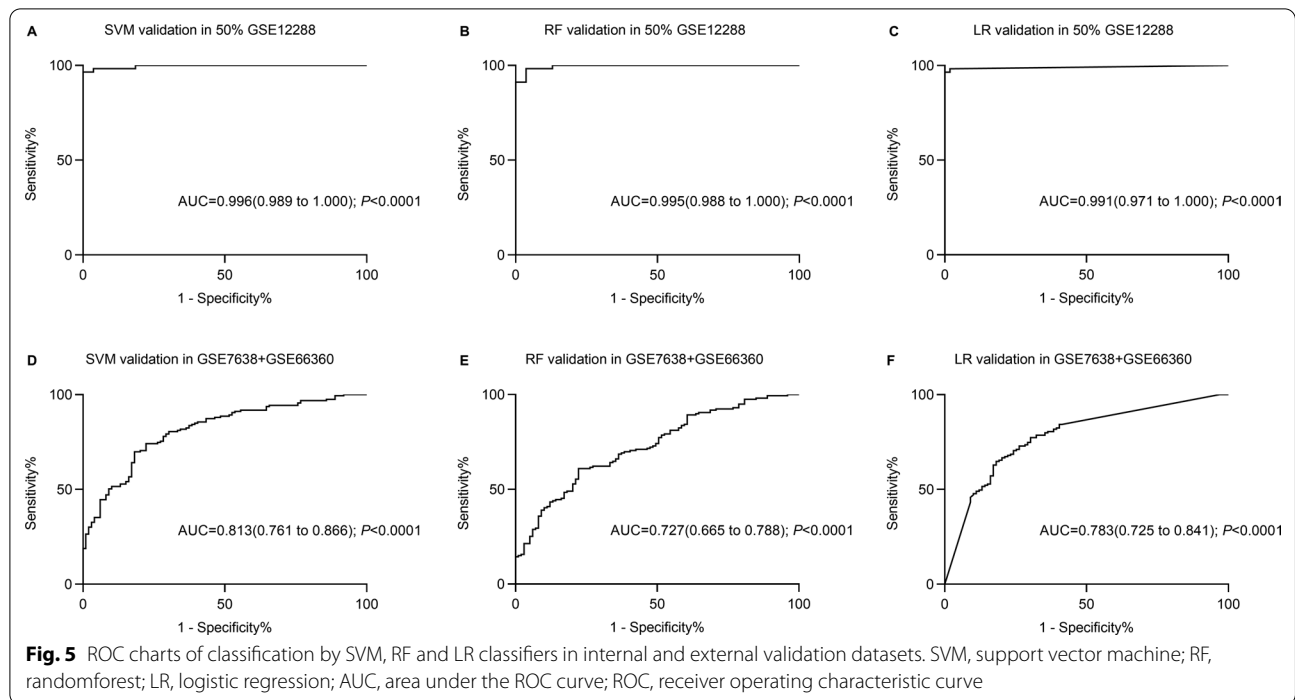 A SVM validation in 50% GSE12288
100
50
0
Sensitivity%
AUC=0.996(0.989 to 1.000); P<0.0001
0 50 100
1 - Specificity%
B RF validation in 50% GSE12288
100
50
0
Sensitivity%
AUC=0.995(0.988 to 1.000); P<0.0001
0 50 100
1 - Specificity%
C LR validation in 50% GSE12288
100
50
0
Sensitivity%
AUC=0.991(0.971 to 1.000); P<0.0001
0 50 100
1 - Specificity%
D SVM validation in GSE7638+GSE66360
100
50
0
Sensitivity%
AUC=0.813(0.761 to 0.866); P<0.0001
0 50 100
1 - Specificity%
E RF validation in GSE7638+GSE66360
100
50
0
Sensitivity%
AUC=0.727(0.665 to 0.788); P<0.0001
0 50 100
1 - Specificity%
F LR validation in GSE7638+GSE66360
100
50
0
Sensitivity%
AUC=0.783(0.725 to 0.841); P<0.0001
0 50 100
1 - Specificity%
Fig. 5 ROC charts of classification by SVM, RF and LR classifiers in internal and external validation datasets. SVM, support vector machine; RF,
randomforest; LR, logistic regression; AUC, area under the ROC curve; ROC, receiver operating characteristic curve